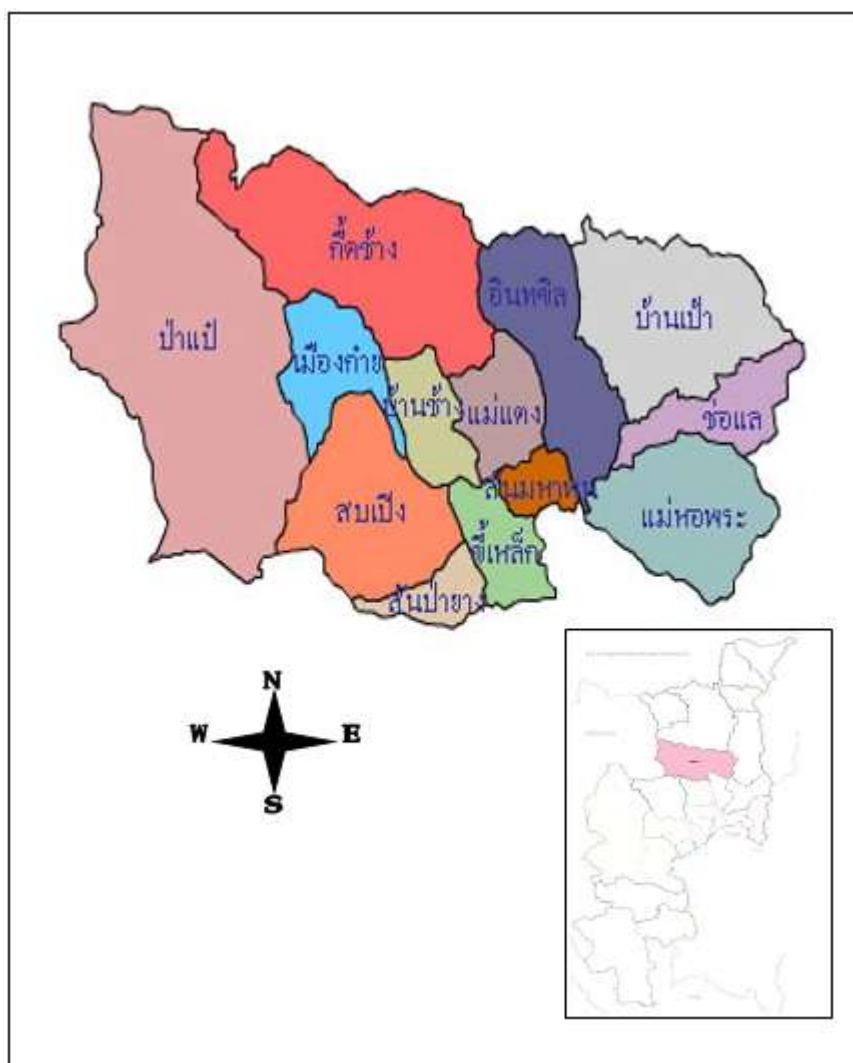 กื้ดช้าง
อินทขิล
บ้านเป้า
ป่าแป๋
เมืองก๋าย
บ้านช้าง
แม่แตง
ช่อแล
สันมหาพน
สบเปิง
แม่หอพระ
ขี้เหล็ก
สันป่ายาง
N
W
E
S